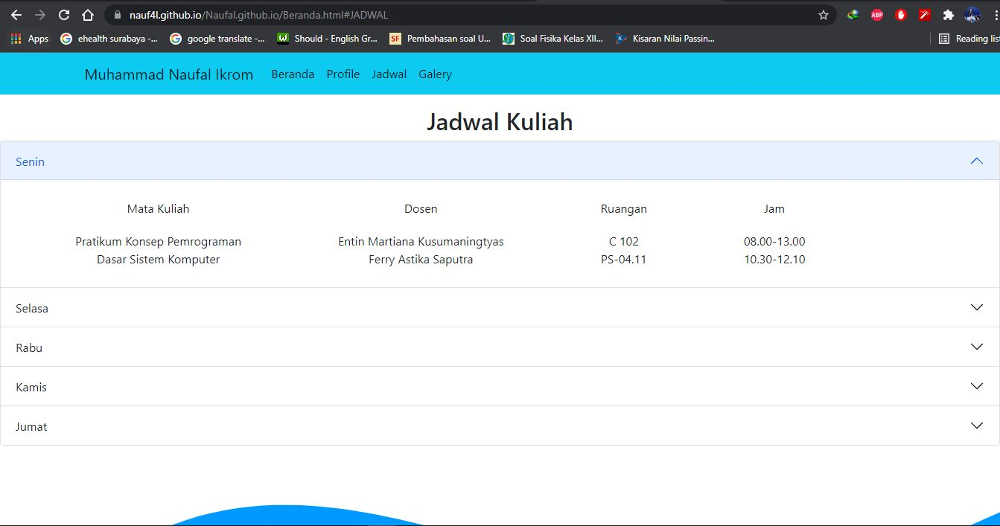 nauf4l.github.io/Naufal.github.io/Beranda.html#JADWAL
ABP
Apps ehealth surabaya -... google translate -... Should - English Gr... SF Pembahasan soal U... Soal Fisika Kelas XII... Kisaran Nilai Passin... Reading list
Muhammad Naufal Ikrom Beranda Profile Jadwal Galery
Jadwal Kuliah
Senin
Mata Kuliah Dosen Ruangan Jam
Pratikum Konsep Pemrograman Entin Martiana Kusumaningtyas C 102 08.00-13.00
Dasar Sistem Komputer Ferry Astika Saputra PS-04.11 10.30-12.10
Selasa
Rabu
Kamis
Jumat